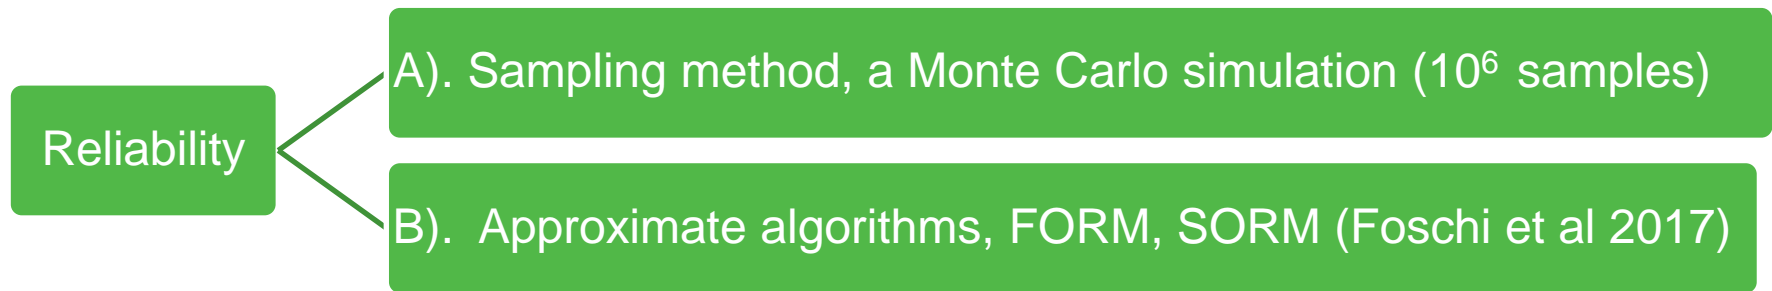 Reliability
A). Sampling method, a Monte Carlo simulation (10⁶ samples)
B).  Approximate algorithms, FORM, SORM (Foschi et al 2017)